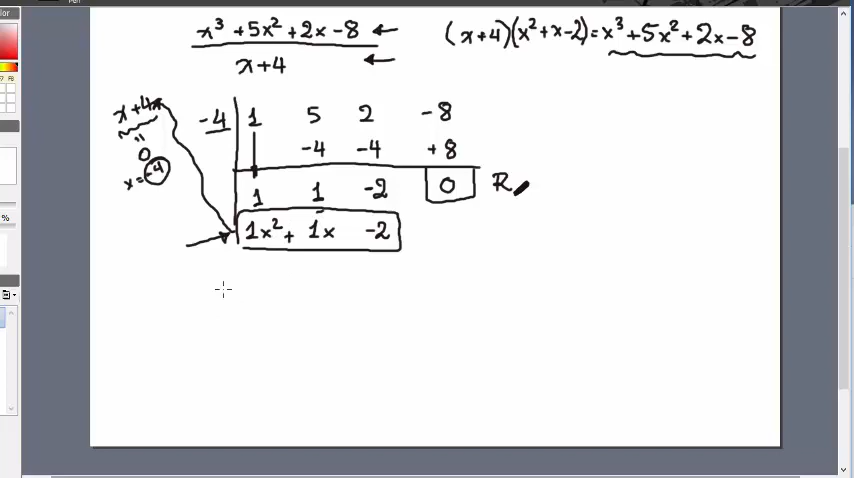 x³ + 5x² + 2x - 8
x + 4
(x+4)(x²+x-2) = x³+5x²+2x-8
x+4
"
0
x = -4
-4 | 1 5 2 -8
-4 -4 +8
1 1 -2 0 R
1x² + 1x -2